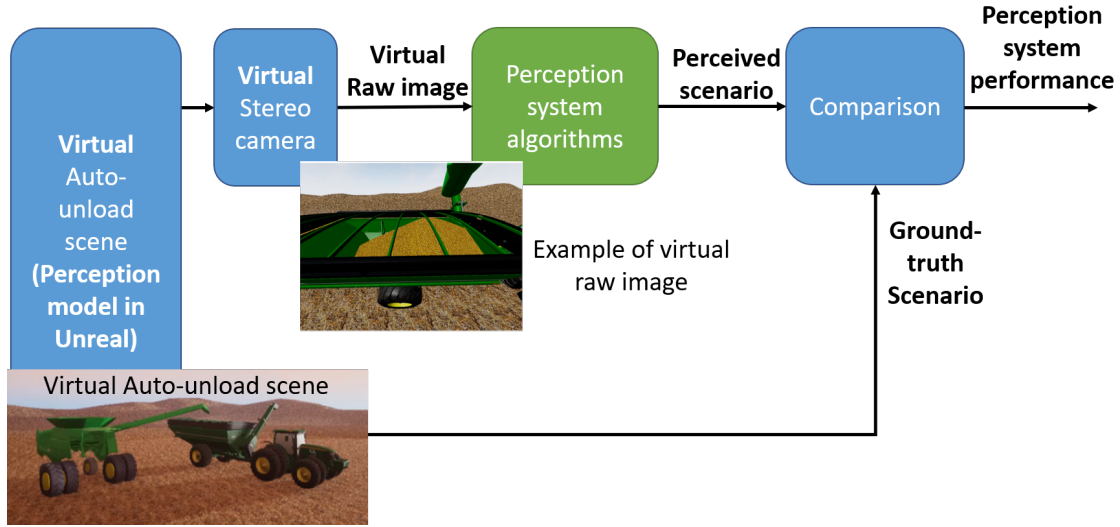 Virtual
Auto-
unload
scene
(Perception
model in
Unreal)
Virtual
Stereo
camera
Virtual
Raw image
Perception
system
algorithms
Perceived
scenario
Comparison
Perception
system
performance
Example of virtual
raw image
Ground-
truth
Scenario
Virtual Auto-unload scene